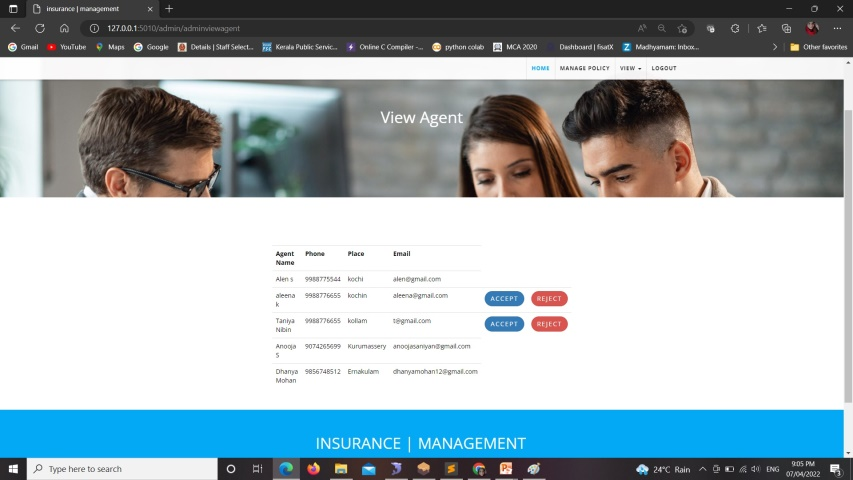 insurance | management
127.0.0.1:5010/admin/adminviewagent
Gmail YouTube Maps Google Details | Staff Select... Kerala Public Servic... Online C Compiler -... python colab MCA 2020 Dashboard | fisatX Madhyamam: Inbox... Other favorites
HOME MANAGE POLICY VIEW LOGOUT
View Agent
Agent Name Phone Place Email
Alen s 9988775544 kochi alen@gmail.com
aleena k 9988776655 kochin aleena@gmail.com ACCEPT REJECT
Taniya Nibin 9988776655 kollam t@gmail.com ACCEPT REJECT
Anooja S 9074265699 Kurumassery anoojasaniyan@gmail.com
Dhanya Mohan 9856748512 Ernakulam dhanyamohan12@gmail.com
INSURANCE | MANAGEMENT
Type here to search
24°C Rain ENG 9:05 PM
07/04/2022 3